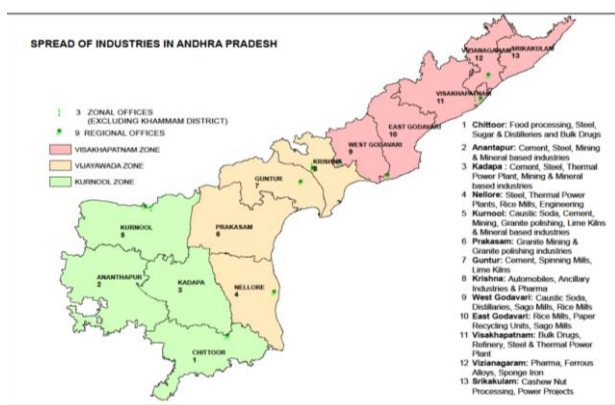 SPREAD OF INDUSTRIES IN ANDHRA PRADESH
3 ZONAL OFFICES
(EXCLUDING KHAMMAM DISTRICT)
9 REGIONAL OFFICES
VISAKHAPATNAM ZONE
VIJAYAWADA ZONE
KURNOOL ZONE
VIZIANAGARAM
12
SRIKAKULAM
13
VISAKHAPATNAM
11
EAST GODAVARI
10
WEST GODAVARI
9
KRISHNA
8
GUNTUR
7
PRAKASAM
6
KURNOOL
5
ANANTHAPUR
2
KADAPA
3
NELLORE
4
CHITTOOR
1
1 Chittoor: Food processing, Steel,
Sugar & Distilleries and Bulk Drugs
2 Anantapur: Cement, Steel, Mining
& Mineral based industries
3 Kadapa : Cement, Steel, Thermal
Power Plant, Mining & Mineral
based industries
4 Nellore: Steel, Thermal Power
Plants, Rice Mills, Engineering
5 Kurnool: Caustic Soda, Cement,
Mining, Granite polishing, Lime Kilns
& Mineral based industries
6 Prakasam: Granite Mining &
Granite polishing industries
7 Guntur: Cement, Spinning Mills,
Lime Kilns
8 Krishna: Automobiles, Ancillary
Industries & Pharma
9 West Godavari: Caustic Soda,
Distillaries, Sago Mills, Rice Mills
10 East Godavari: Rice Mills, Paper
Recycling Units, Sago Mills
11 Visakhapatnam: Bulk Drugs,
Refinery, Steel & Thermal Power
Plant
12 Vizianagaram: Pharma, Ferrous
Alloys, Sponge Iron
13 Srikakulam: Cashew Nut
Processing, Power Projects